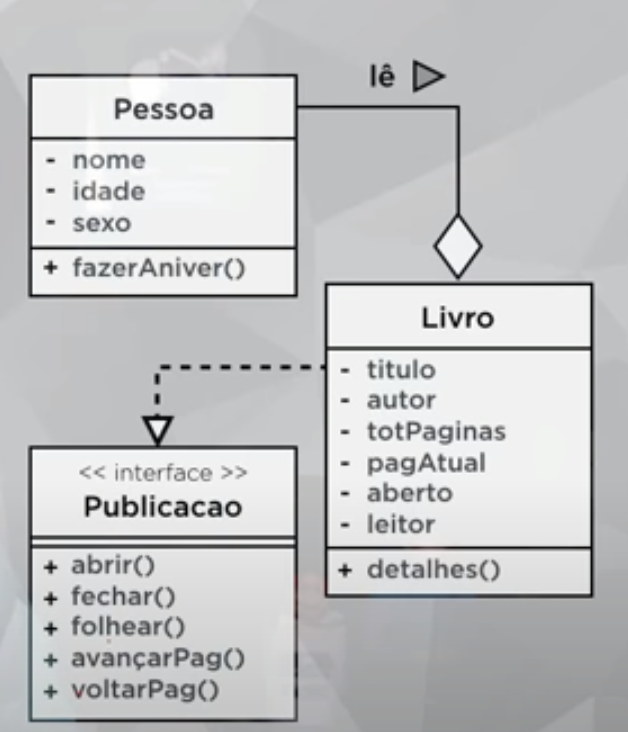 lê
Pessoa
- nome
- idade
- sexo
+ fazerAniver()
Livro
- titulo
- autor
- totPaginas
- pagAtual
- aberto
- leitor
+ detalhes()
<< interface >>
Publicacao
+ abrir()
+ fechar()
+ folhear()
+ avançarPag()
+ voltarPag()